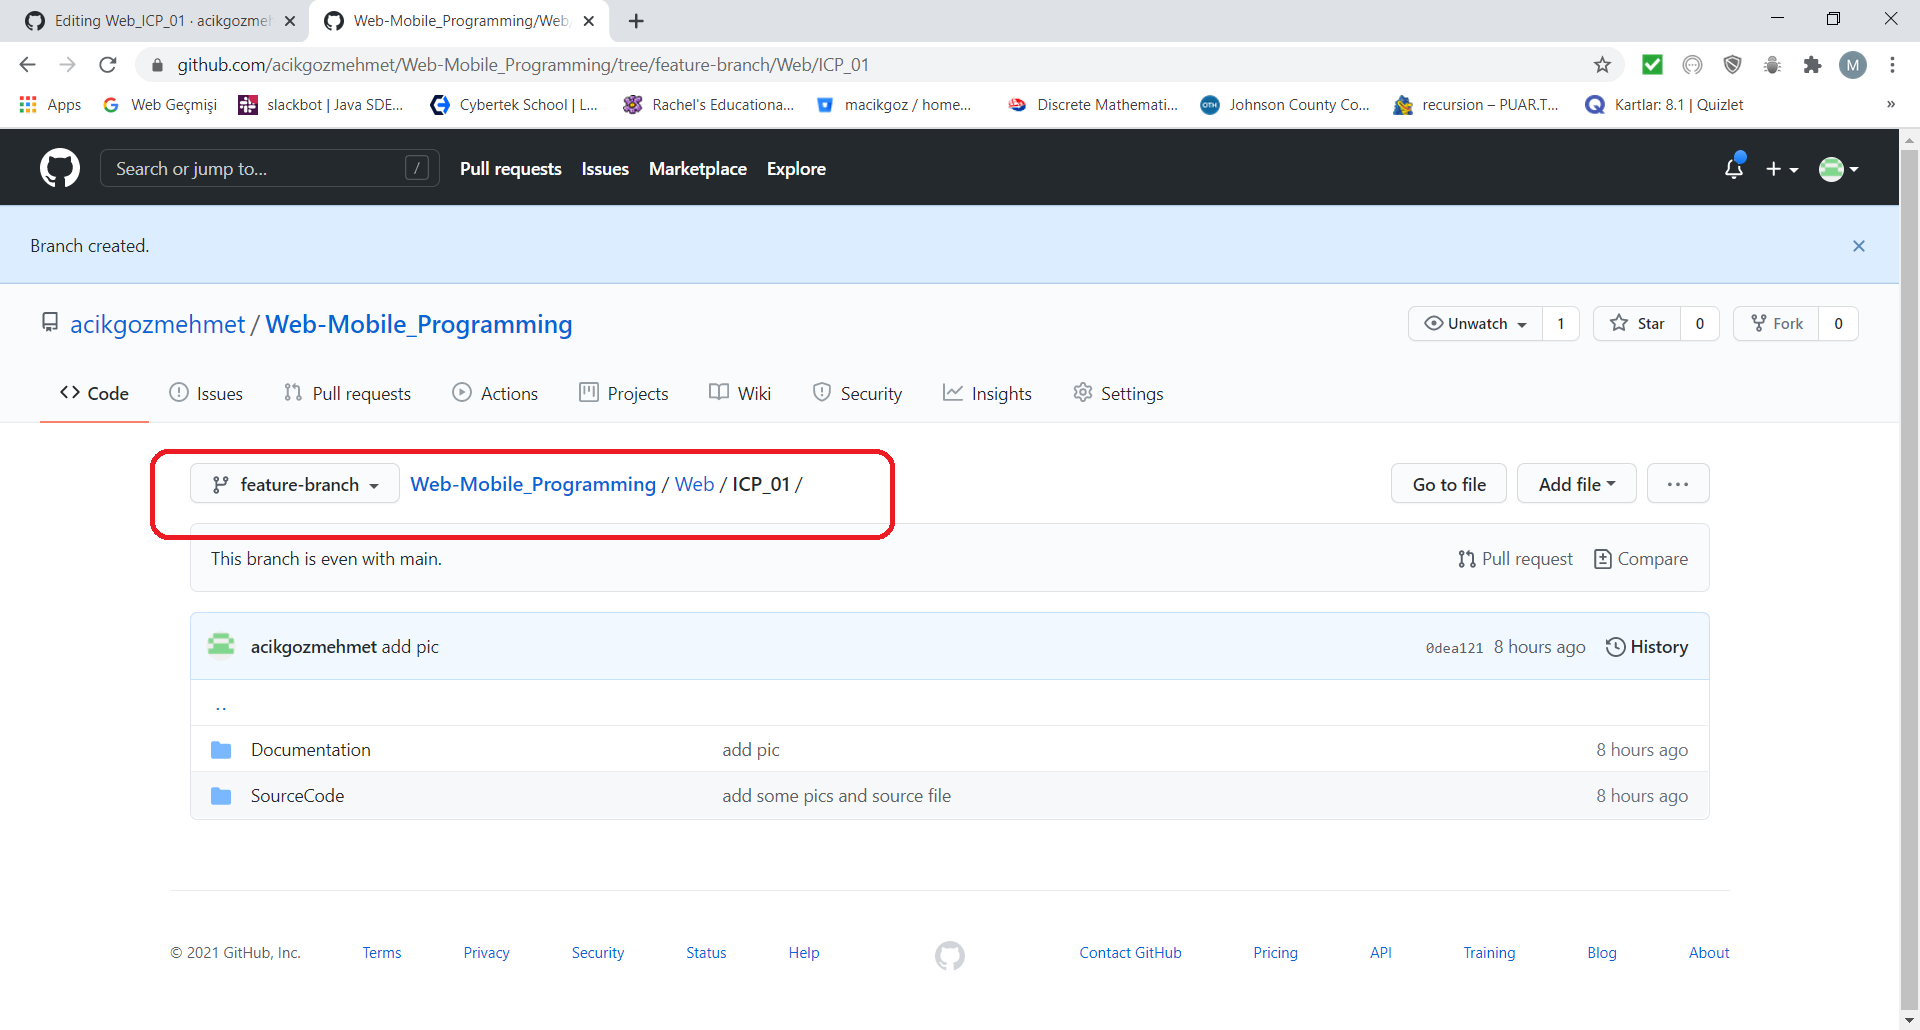 Editing Web_ICP_01 · acikgozmeh
Web-Mobile_Programming/Web
github.com/acikgozmehmet/Web-Mobile_Programming/tree/feature-branch/Web/ICP_01
M
Apps
G Web Geçmişi
slackbot | Java SDE...
Cybertek School | L...
Rachel's Educationa...
macikgoz / home...
Discrete Mathemati...
OTH Johnson County Co...
recursion – PUAR.T...
Kartlar: 8.1 | Quizlet
»
Search or jump to... /
Pull requests Issues Marketplace Explore
Branch created.
acikgozmehmet / Web-Mobile_Programming
Unwatch 1 Star 0 Fork 0
Code Issues Pull requests Actions Projects Wiki Security Insights Settings
feature-branch Web-Mobile_Programming / Web / ICP_01 /
Go to file Add file ...
This branch is even with main.
Pull request Compare
acikgozmehmet add pic 0dea121 8 hours ago History
..
Documentation add pic 8 hours ago
SourceCode add some pics and source file 8 hours ago
© 2021 GitHub, Inc. Terms Privacy Security Status Help Contact GitHub Pricing API Training Blog About